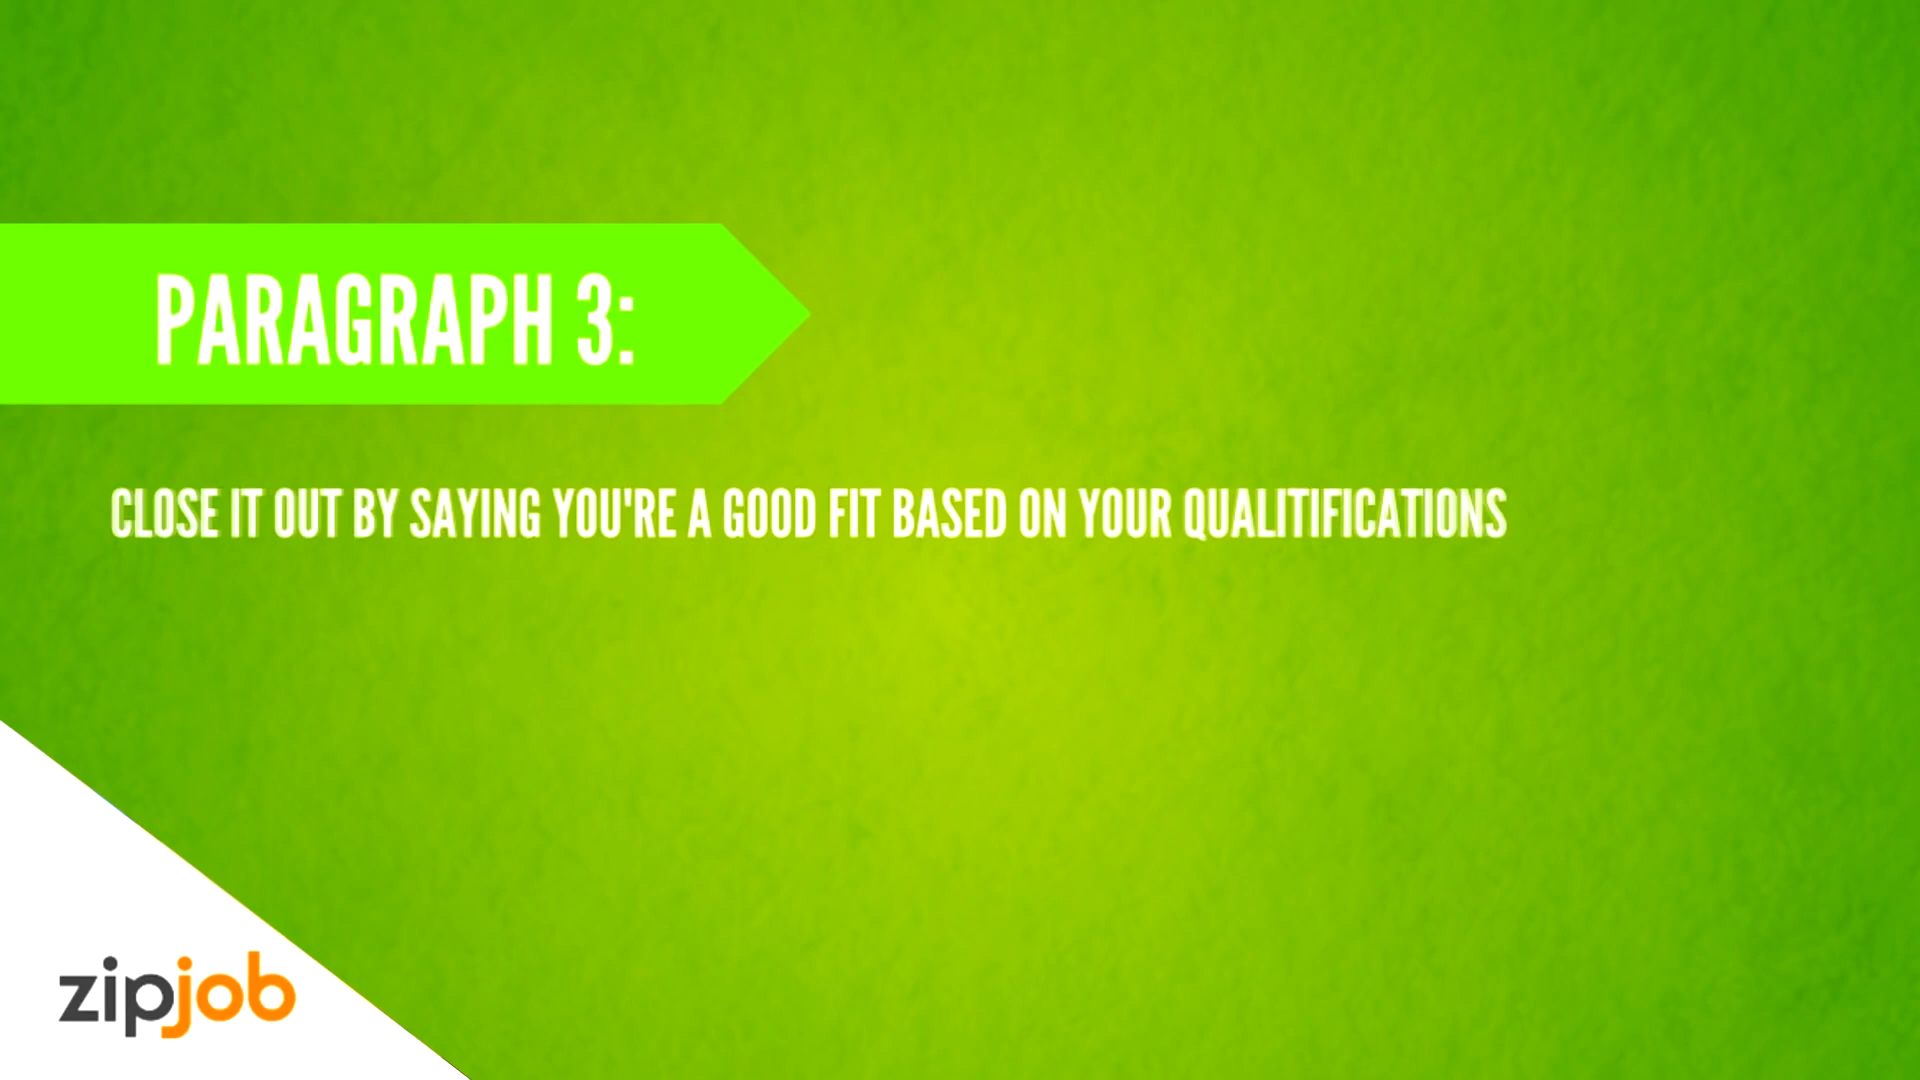 PARAGRAPH 3:
CLOSE IT OUT BY SAYING YOU'RE A GOOD FIT BASED ON YOUR QUALITIFICATIONS
zipjob